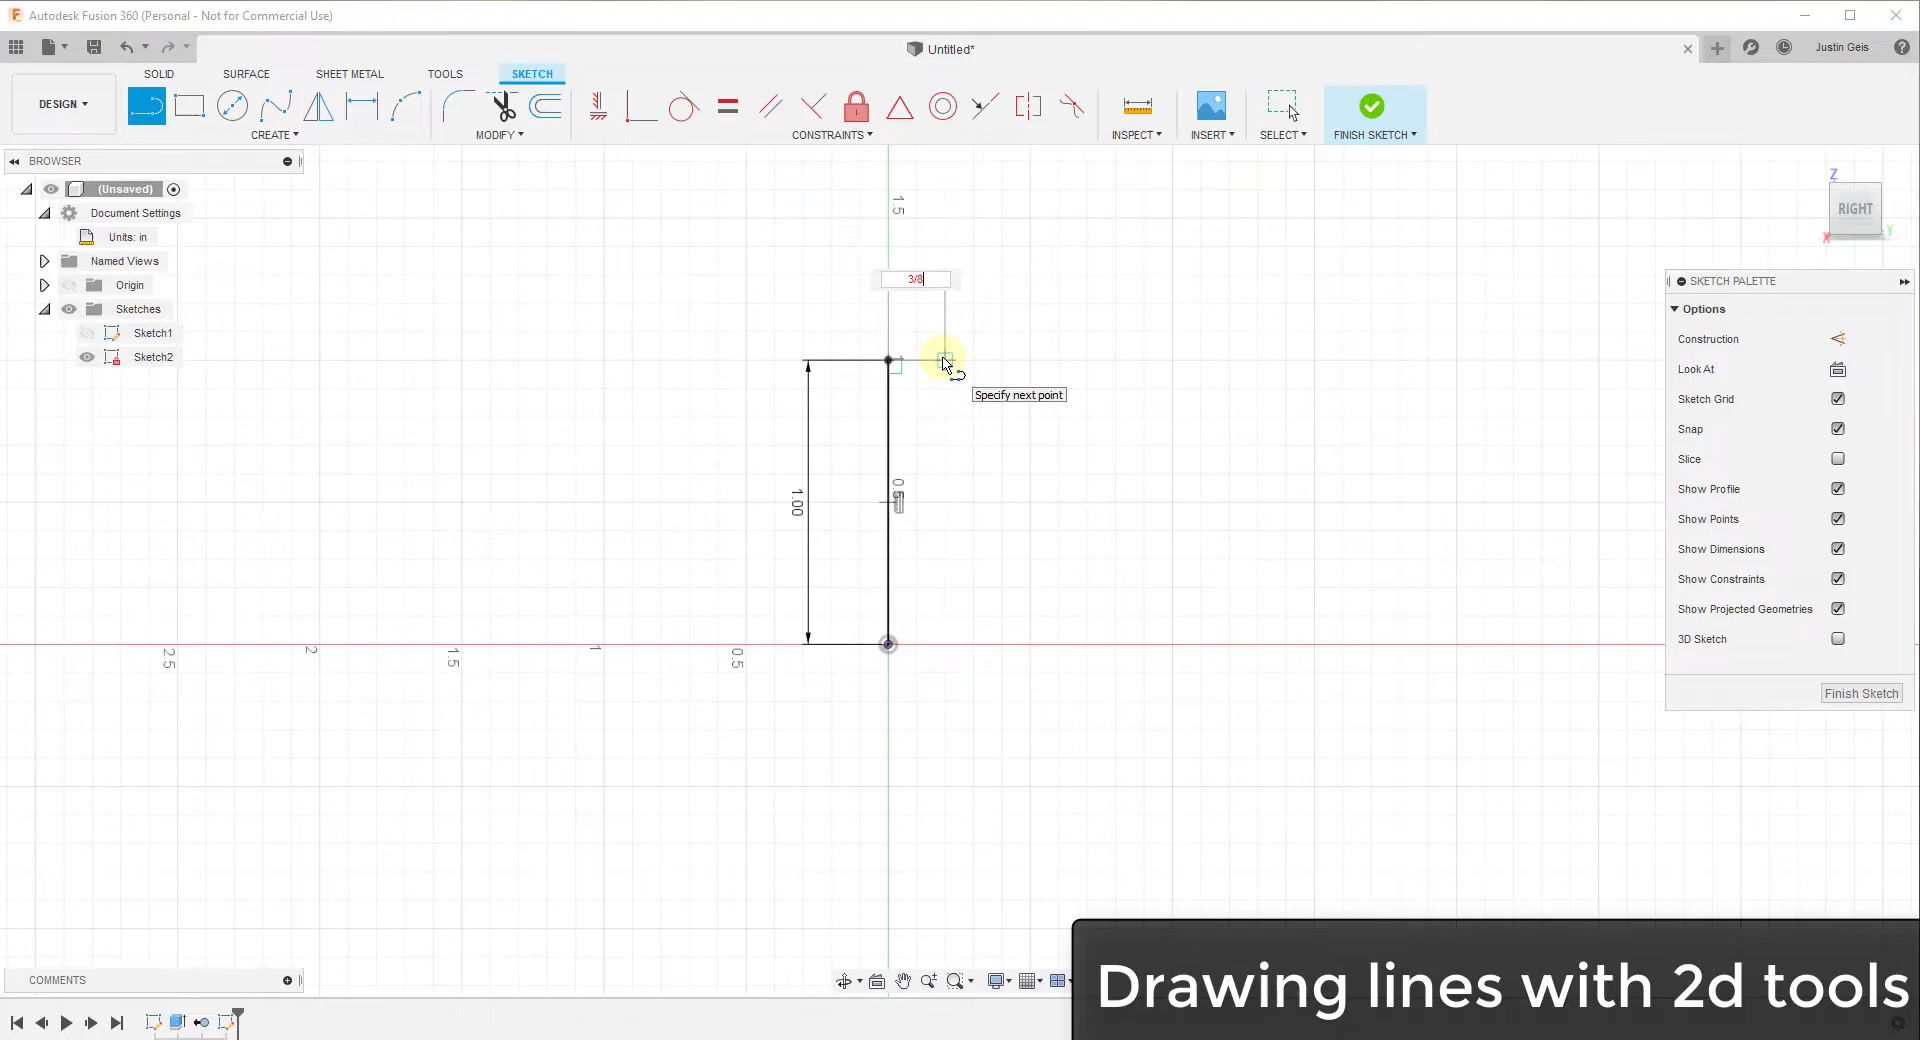 Autodesk Fusion 360 (Personal - Not for Commercial Use)
Untitled*
Justin Geis
SOLID
SURFACE
SHEET METAL
TOOLS
SKETCH
DESIGN
CREATE
MODIFY
CONSTRAINTS
INSPECT
INSERT
SELECT
FINISH SKETCH
BROWSER
(Unsaved)
Document Settings
Units: in
Named Views
Origin
Sketches
Sketch1
Sketch2
1.5
3/8
Specify next point
1.00
0.5
2.5
2
1.5
1
0.5
Z
RIGHT
X
Y
SKETCH PALETTE
Options
Construction
Look At
Sketch Grid
Snap
Slice
Show Profile
Show Points
Show Dimensions
Show Constraints
Show Projected Geometries
3D Sketch
Finish Sketch
COMMENTS
Drawing lines with 2d tools